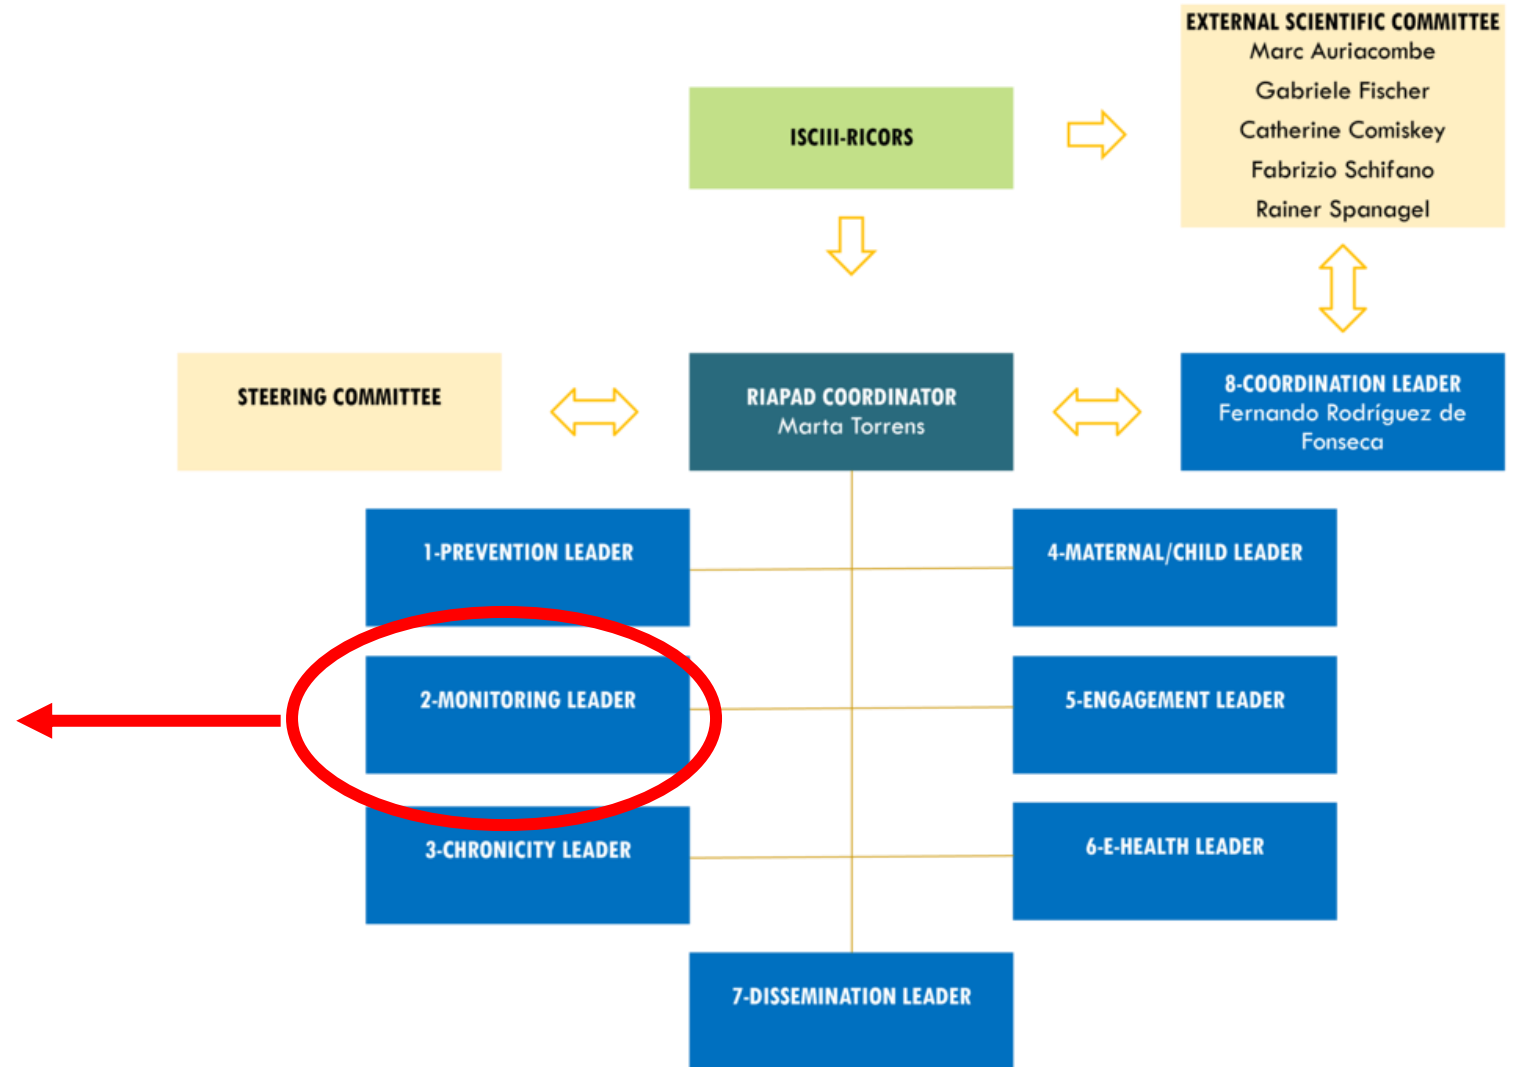 EXTERNAL SCIENTIFIC COMMITTEE
Marc Auriacombe
Gabriele Fischer
Catherine Comiskey
Fabrizio Schifano
Rainer Spanagel
ISCIII-RICORS
STEERING COMMITTEE
RIAPAD COORDINATOR
Marta Torrens
8-COORDINATION LEADER
Fernando Rodríguez de
Fonseca
1-PREVENTION LEADER
4-MATERNAL/CHILD LEADER
2-MONITORING LEADER
5-ENGAGEMENT LEADER
3-CHRONICITY LEADER
6-E-HEALTH LEADER
7-DISSEMINATION LEADER